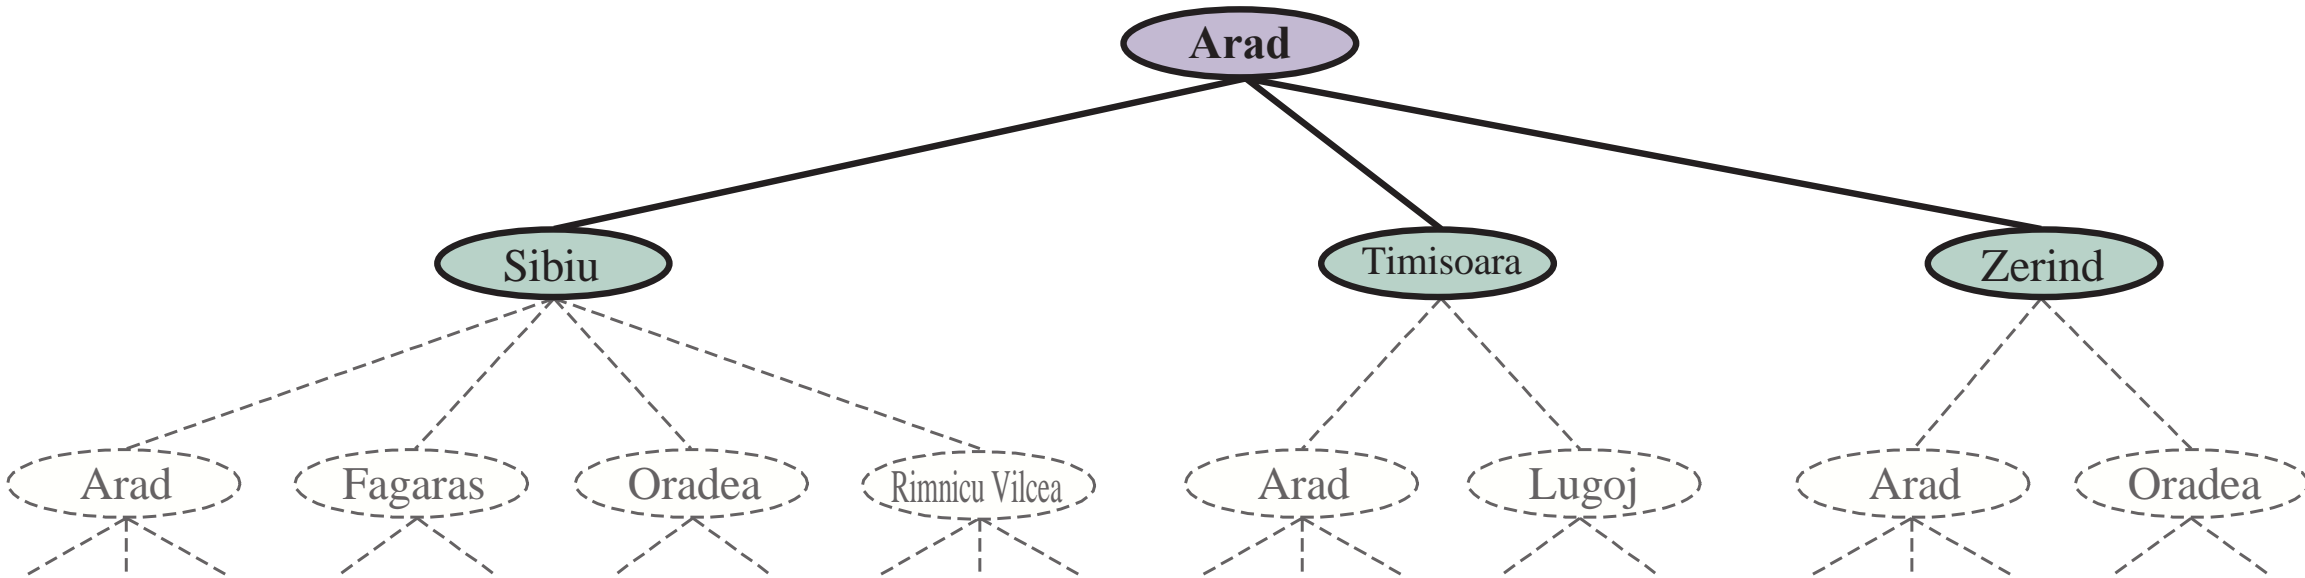 Arad
Sibiu
Timisoara
Zerind
Arad
Fagaras
Oradea
Rimnicu Vilcea
Arad
Lugoj
Arad
Oradea